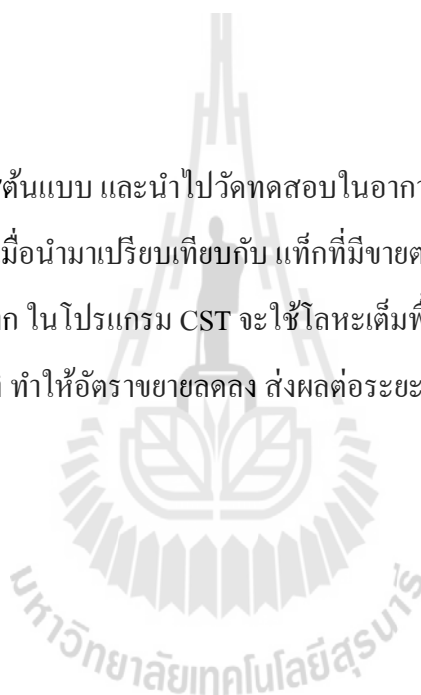 ต้นแบบ และนำไปวัดทดสอบในอากา
มื่อนำมาเปรียบเทียบกับ แท็กที่มีขายต
ก ในโปรแกรม CST จะใช้โลหะเต็มพื้
ทำให้อัตราขยายลดลง ส่งผลต่อระยะ
มหาวิทยาลัยเทคโนโลยีสุรนารี